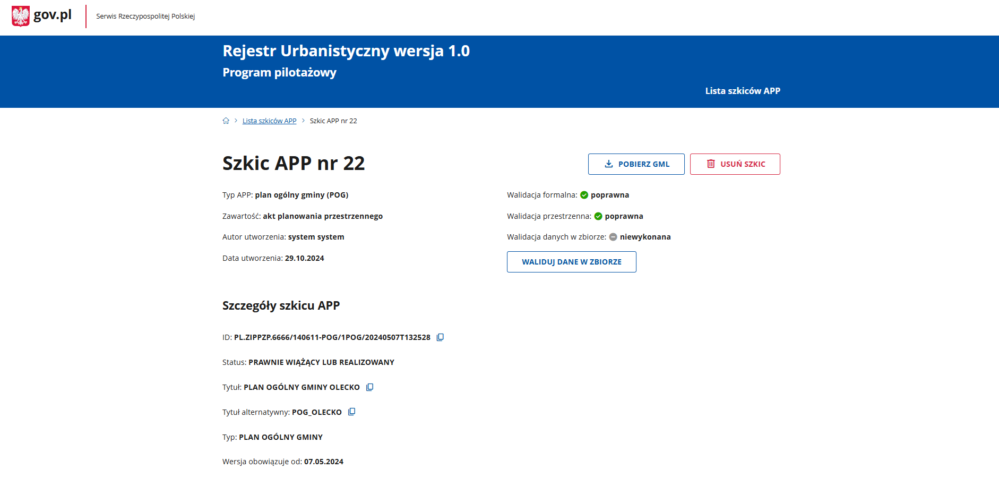 gov.pl
Serwis Rzeczypospolitej Polskiej
Rejestr Urbanistyczny wersja 1.0
Program pilotażowy
Lista szkiców APP
Lista szkiców APP > Szkic APP nr 22
Szkic APP nr 22
POBIERZ GML
USUŃ SZKIC
Typ APP: plan ogólny gminy (POG)
Zawartość: akt planowania przestrzennego
Autor utworzenia: system system
Data utworzenia: 29.10.2024
Walidacja formalna: poprawna
Walidacja przestrzenna: poprawna
Walidacja danych w zbiorze: niewykonana
WALIDUJ DANE W ZBIORZE
Szczegóły szkicu APP
ID: PL.ZIPPZP.6666/140611-POG/1POG/20240507T132528
Status: PRAWNIE WIĄŻĄCY LUB REALIZOWANY
Tytuł: PLAN OGÓLNY GMINY OLECKO
Tytuł alternatywny: POG_OLECKO
Typ: PLAN OGÓLNY GMINY
Wersja obowiązuje od: 07.05.2024